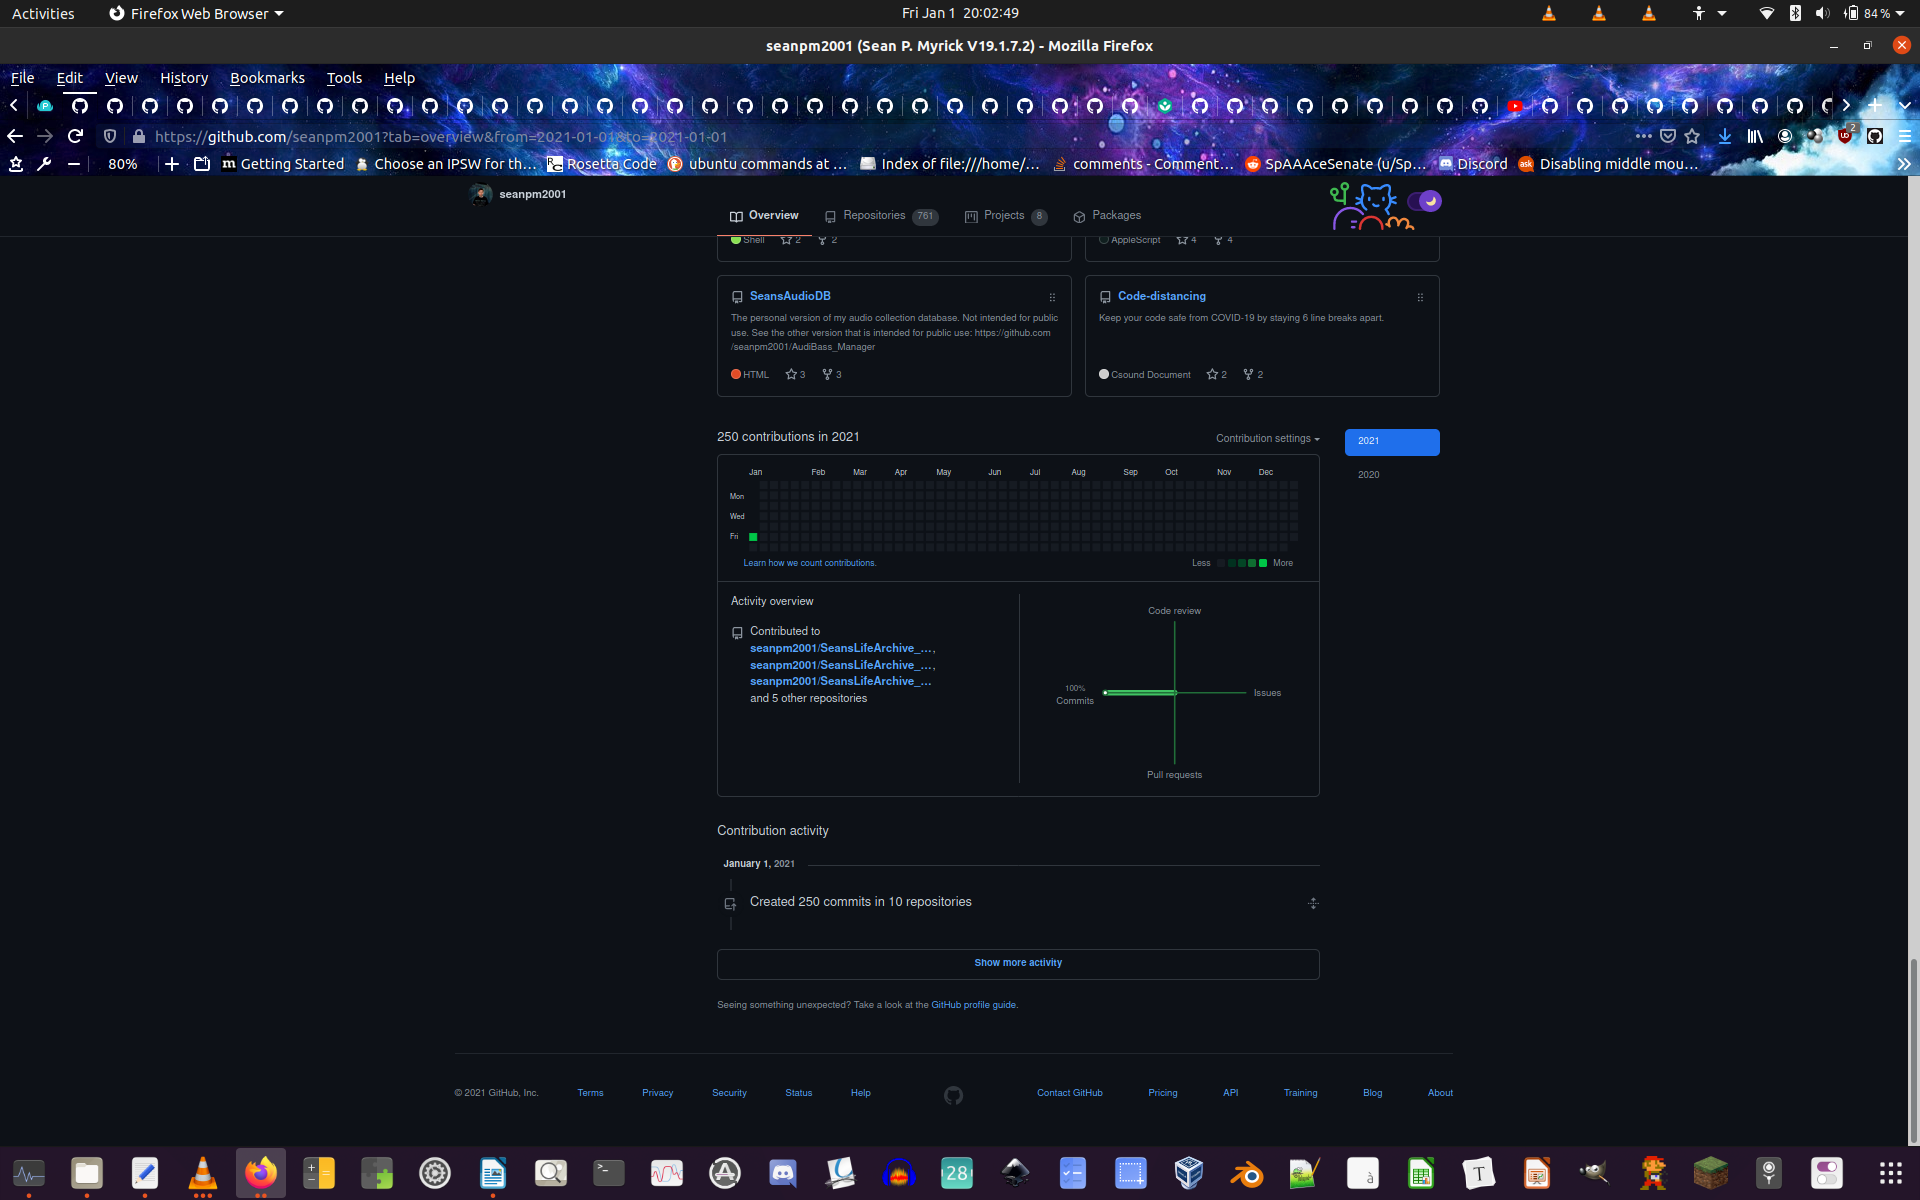 Activities
Firefox Web Browser
Fri Jan 1 20:02:49
84 %
seanpm2001 (Sean P. Myrick V19.1.7.2) - Mozilla Firefox
File Edit View History Bookmarks Tools Help
https://github.com/seanpm2001?tab=overview&from=2021-01-01&to=2021-01-01
2
80%
Getting Started
Choose an IPSW for th…
Rosetta Code
ubuntu commands at …
Index of file:///home/…
comments - Comment…
SpAAAceSenate (u/Sp…
Discord
Disabling middle mou…
seanpm2001
Overview
Repositories 761
Projects 8
Packages
Shell 2 2
AppleScript 4 4
SeansAudioDB
The personal version of my audio collection database. Not intended for public
use. See the other version that is intended for public use: https://github.com
/seanpm2001/AudiBass_Manager
HTML 3 3
Code-distancing
Keep your code safe from COVID-19 by staying 6 line breaks apart.
Csound Document 2 2
250 contributions in 2021
Contribution settings
2021
2020
Jan Feb Mar Apr May Jun Jul Aug Sep Oct Nov Dec
Mon
Wed
Fri
Learn how we count contributions.
Less More
Activity overview
Contributed to
seanpm2001/SeansLifeArchive_…,
seanpm2001/SeansLifeArchive_…,
seanpm2001/SeansLifeArchive_…
and 5 other repositories
Code review
100%
Commits
Issues
Pull requests
Contribution activity
January 1, 2021
Created 250 commits in 10 repositories
Show more activity
Seeing something unexpected? Take a look at the GitHub profile guide.
© 2021 GitHub, Inc. Terms Privacy Security Status Help Contact GitHub Pricing API Training Blog About
28